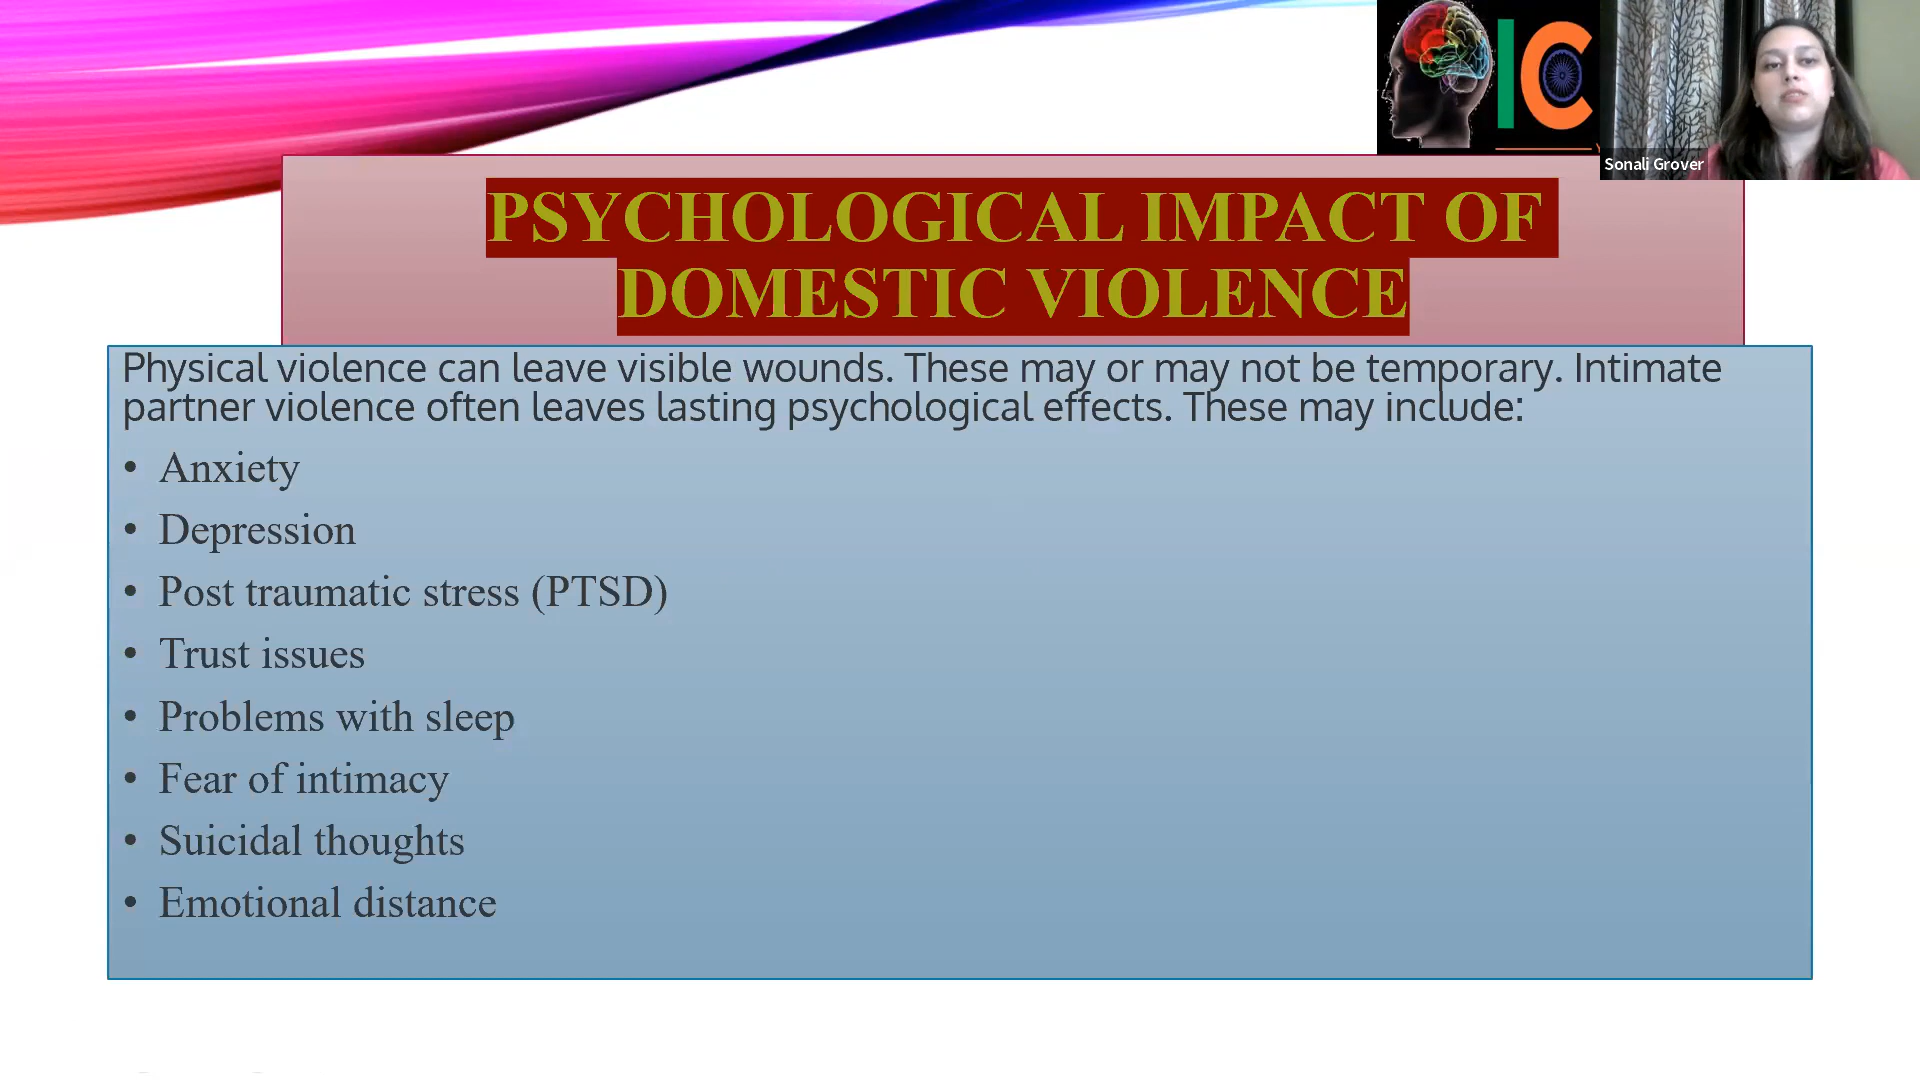 IC
Sonali Grover
PSYCHOLOGICAL IMPACT OF
DOMESTIC VIOLENCE
Physical violence can leave visible wounds. These may or may not be temporary. Intimate
partner violence often leaves lasting psychological effects. These may include:
• Anxiety
• Depression
• Post traumatic stress (PTSD)
• Trust issues
• Problems with sleep
• Fear of intimacy
• Suicidal thoughts
• Emotional distance